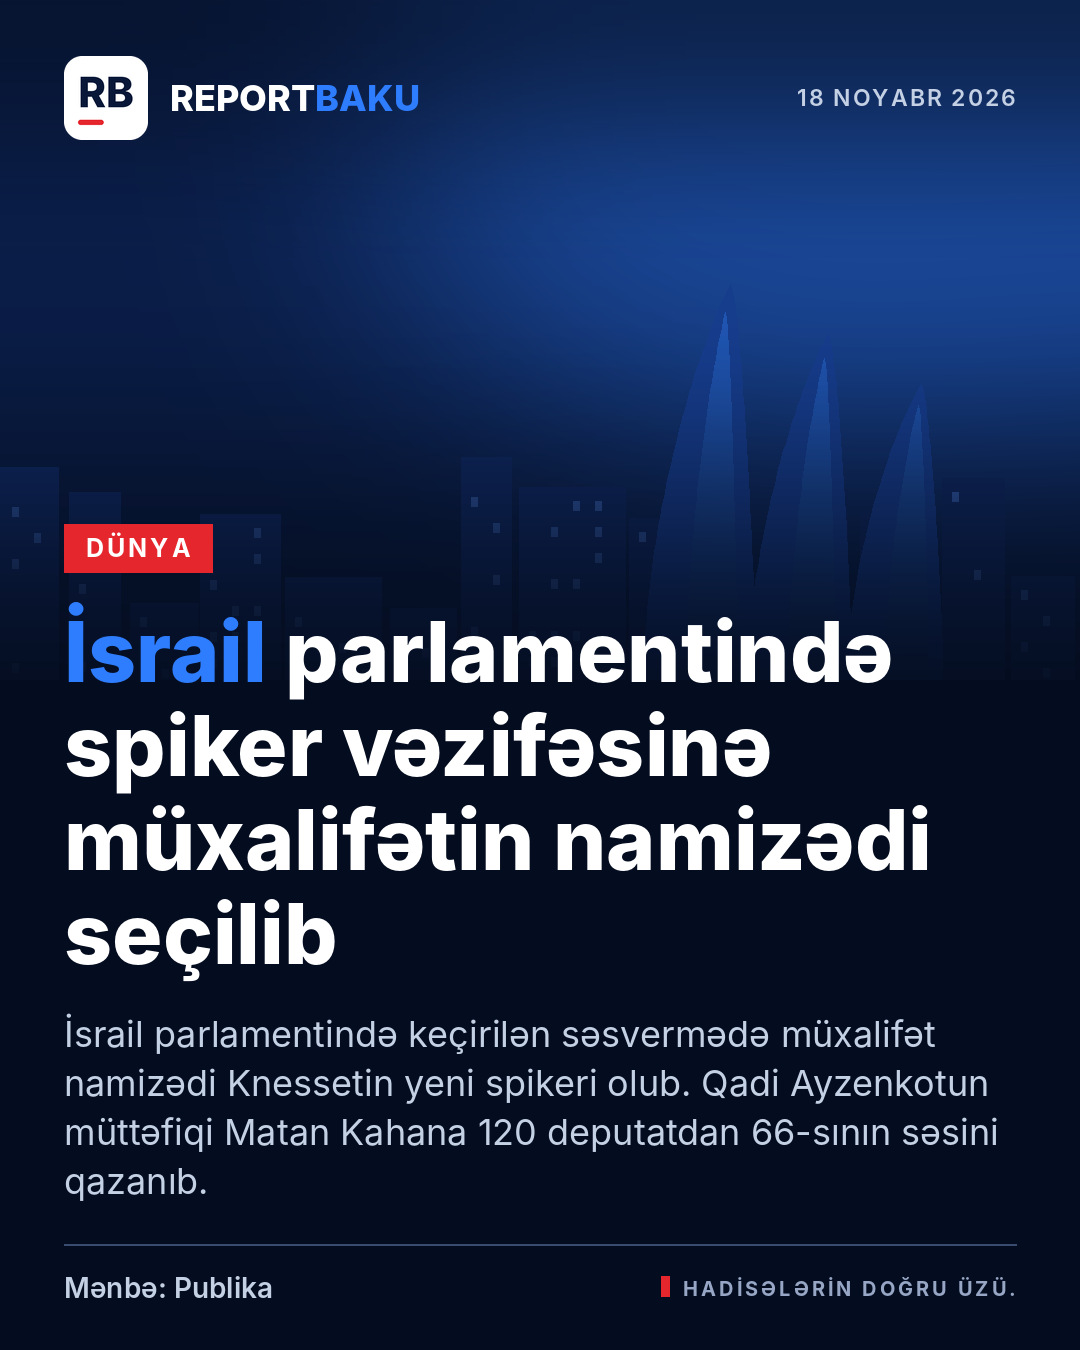 RB
REPORTBAKU
18 NOYABR 2026
DÜNYA
İsrail parlamentində
spiker vəzifəsinə
müxalifətin namizədi
seçilib
İsrail parlamentində keçirilən səsvermədə müxalifət
namizədi Knessetin yeni spikeri olub. Qadi Ayzenkotun
müttəfiqi Matan Kahana 120 deputatdan 66-sının səsini
qazanıb.
Mənbə: Publika
HADİSƏLƏRİN DOĞRU ÜZÜ.